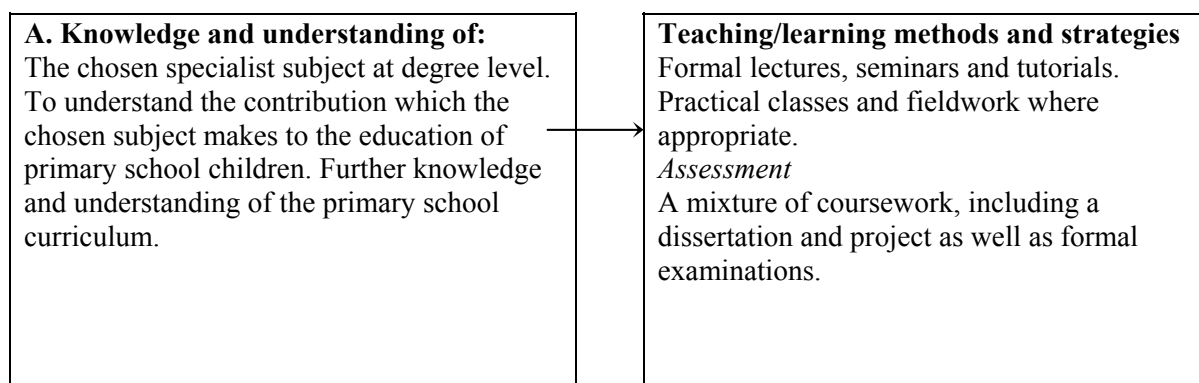 A. Knowledge and understanding of:
The chosen specialist subject at degree level.
To understand the contribution which the
chosen subject makes to the education of
primary school children. Further knowledge
and understanding of the primary school
curriculum.
Teaching/learning methods and strategies
Formal lectures, seminars and tutorials.
Practical classes and fieldwork where
appropriate.
Assessment
A mixture of coursework, including a
dissertation and project as well as formal
examinations.